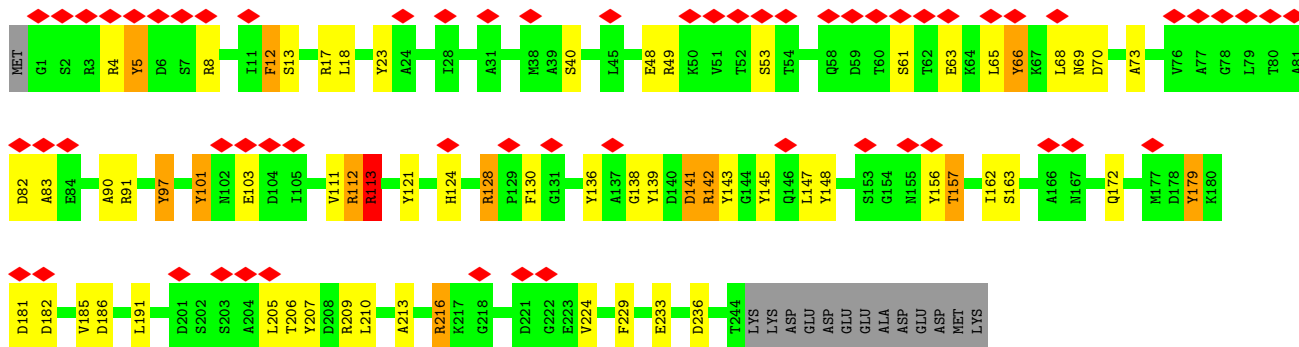 MET G1 S2 R3 R4 Y5 D6 S7 R8 I11 F12 S13 R17 L18 Y23 A24 I28 A31 M38 A39 S40 L45 E48 R49 K50 V51 T52 S53 T54 Q58 D59 T60 S61 T62 E63 K64 L65 Y66 K67 L68 N69 D70 A73 V76 A77 G78 L79 T80 A81
D82 A83 E84 A90 R91 Y97 Y101 N102 E103 D104 I105 V111 R112 R113 Y121 H124 R128 P129 F130 G131 Y136 A137 G138 Y139 D140 D141 R142 Y143 G144 Y145 Q146 L147 Y148 S153 G154 N155 Y156 T157 I162 S163 A166 N167 Q172 M177 D178 Y179 K180
D181 D182 V185 D186 L191 D201 S202 S203 A204 L205 T206 Y207 D208 R209 L210 A213 R216 K217 G218 D221 G222 E223 V224 F229 E233 D236 T244 LYS LYS ASP GLU ASP GLU GLU ALA ASP GLU ASP MET LYS